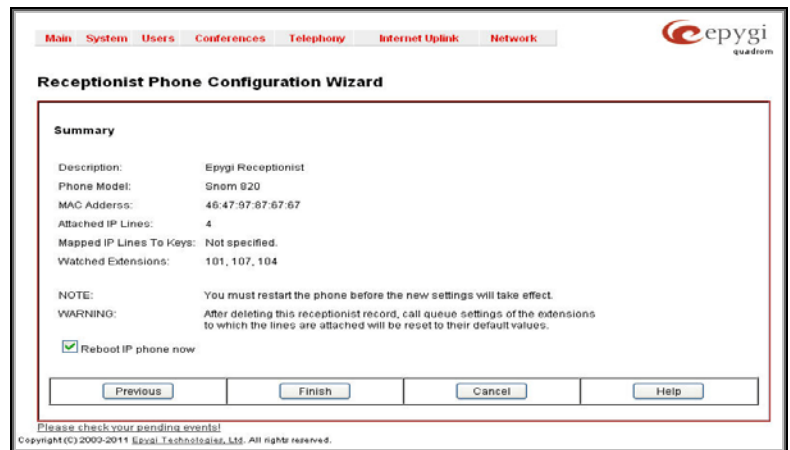 Main System Users Conferences Telephony Internet Uplink Network
epygi
quadrom
Receptionist Phone Configuration Wizard
Summary
Description: Epygi Receptionist
Phone Model: Snom 820
MAC Adderss: 46:47:97:87:67:67
Attached IP Lines: 4
Mapped IP Lines To Keys: Not specified.
Watched Extensions: 101, 107, 104
NOTE: You must restart the phone before the new settings will take effect.
WARNING: After deleting this receptionist record, call queue settings of the extensions
to which the lines are attached will be reset to their default values.
Reboot IP phone now
Previous Finish Cancel Help
Please check your pending events!
Copyright (C) 2003-2011 Epygi Technologies, Ltd. All rights reserved.